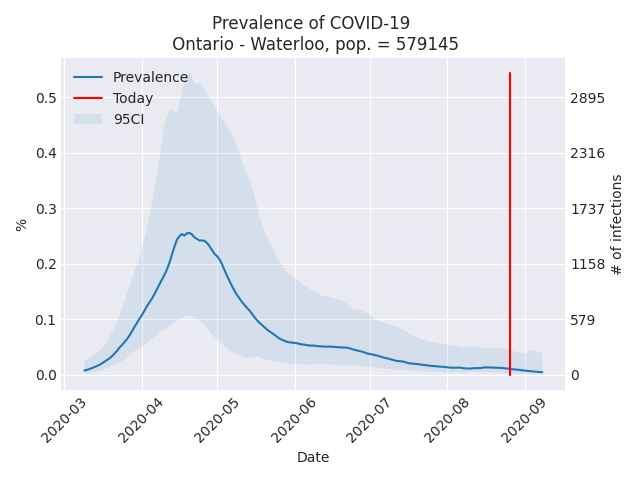 Prevalence of COVID-19
Ontario - Waterloo, pop. = 579145
Prevalence
Today
95CI
0.5
0.4
0.3
0.2
0.1
0.0
%
2895
2316
1737
1158
579
0
# of infections
2020-03
2020-04
2020-05
2020-06
2020-07
2020-08
2020-09
Date